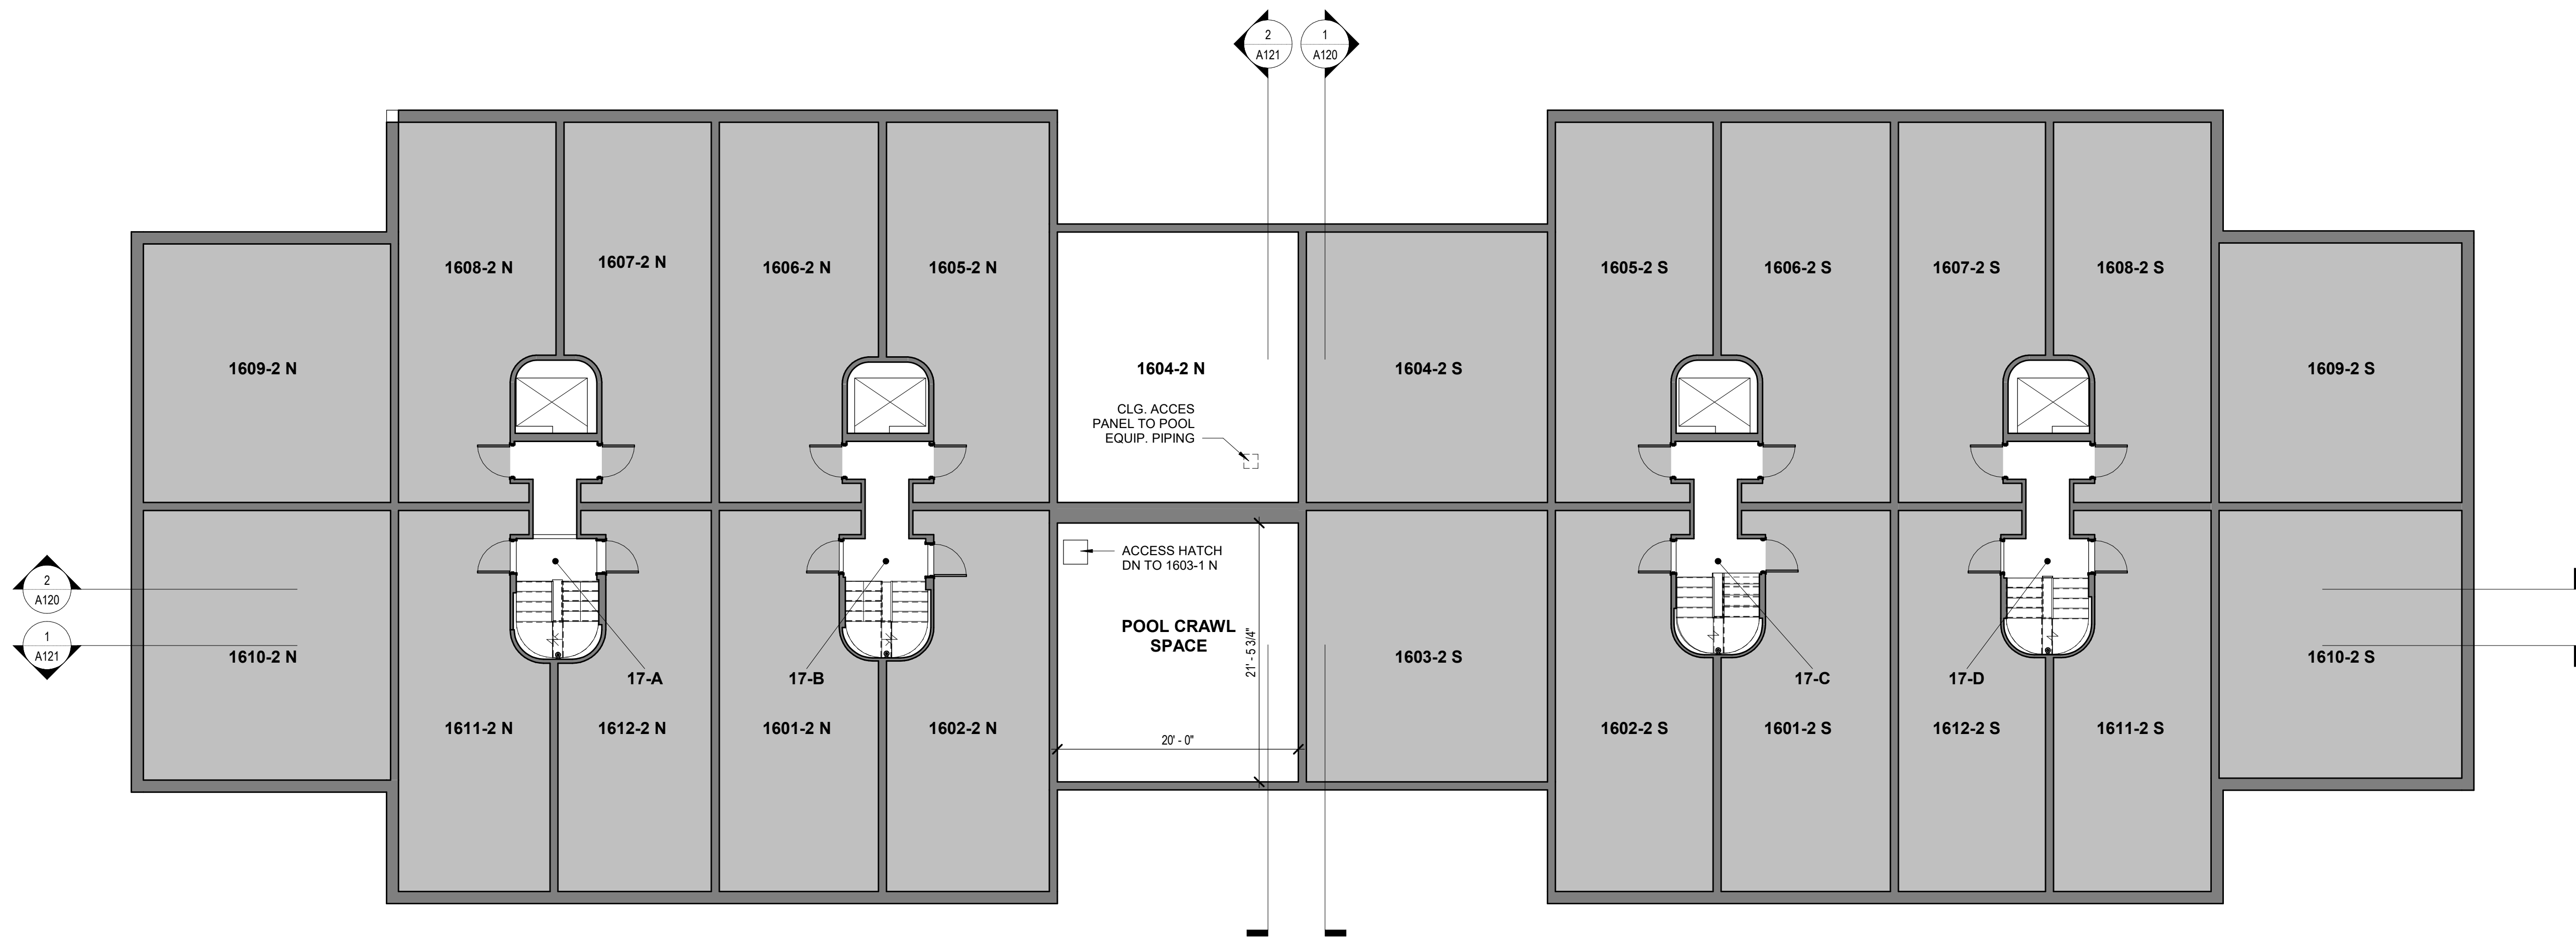 2
A121
1
A120
1608-2 N
1607-2 N
1606-2 N
1605-2 N
1605-2 S
1606-2 S
1607-2 S
1608-2 S
1609-2 N
1604-2 N
1604-2 S
1609-2 S
CLG. ACCES
PANEL TO POOL
EQUIP. PIPING
ACCESS HATCH
DN TO 1603-1 N
2
A120
1
A121
POOL CRAWL
SPACE
21' - 5 3/4"
1610-2 N
1603-2 S
1610-2 S
17-A
17-B
17-C
17-D
1611-2 N
1612-2 N
1601-2 N
1602-2 N
20' - 0"
1602-2 S
1601-2 S
1612-2 S
1611-2 S